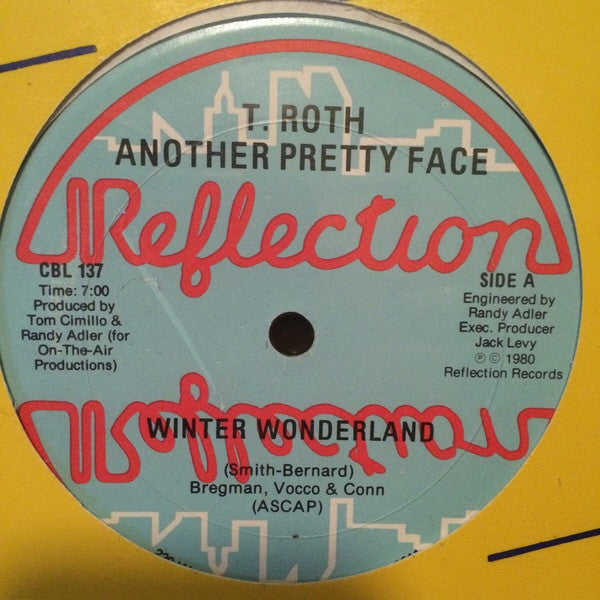 T. ROTH
ANOTHER PRETTY FACE
Reflection
CBL 137
Time: 7:00
Produced by
Tom Cimillo &
Randy Adler (for
On-The-Air
Productions)
SIDE A
Engineered by
Randy Adler
Exec. Producer
Jack Levy
℗ © 1980
Reflection Records
Reflection
WINTER WONDERLAND
(Smith-Bernard)
Bregman, Vocco & Conn
(ASCAP)